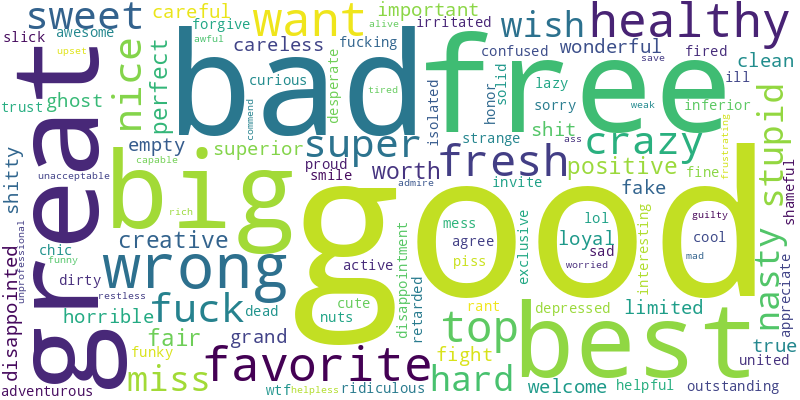 sweet
careful
important
forgive
irritated
want
wish
healthy
slick
awesome
awful
alive
careless
fucking
confused
wonderful
fired
clean
upset
great
nice
perfect
bad
free
save
trust
ghost
curious
desperate
isolated
honor
solid
lazy
ill
tired
commend
sorry
weak
inferior
shit
ass
empty
super
strange
crazy
frustrating
capable
superior
proud
smile
worth
fresh
positive
fine
stupid
shitty
unacceptable
big
admire
invite
fake
shameful
rich
good
mess
lol
guilty
creative
agree
exclusive
loyal
cool
interesting
chic
funny
active
disappointment
piss
sad
worried
mad
nasty
appreciate
unprofessional
wrong
dirty
restless
cute
retarded
rant
depressed
limited
disappointed
horrible
fuck
dead
nuts
top
best
true
fair
grand
funky
favorite
fight
united
adventurous
miss
wtf
helpless
ridiculous
hard
welcome
helpful
outstanding